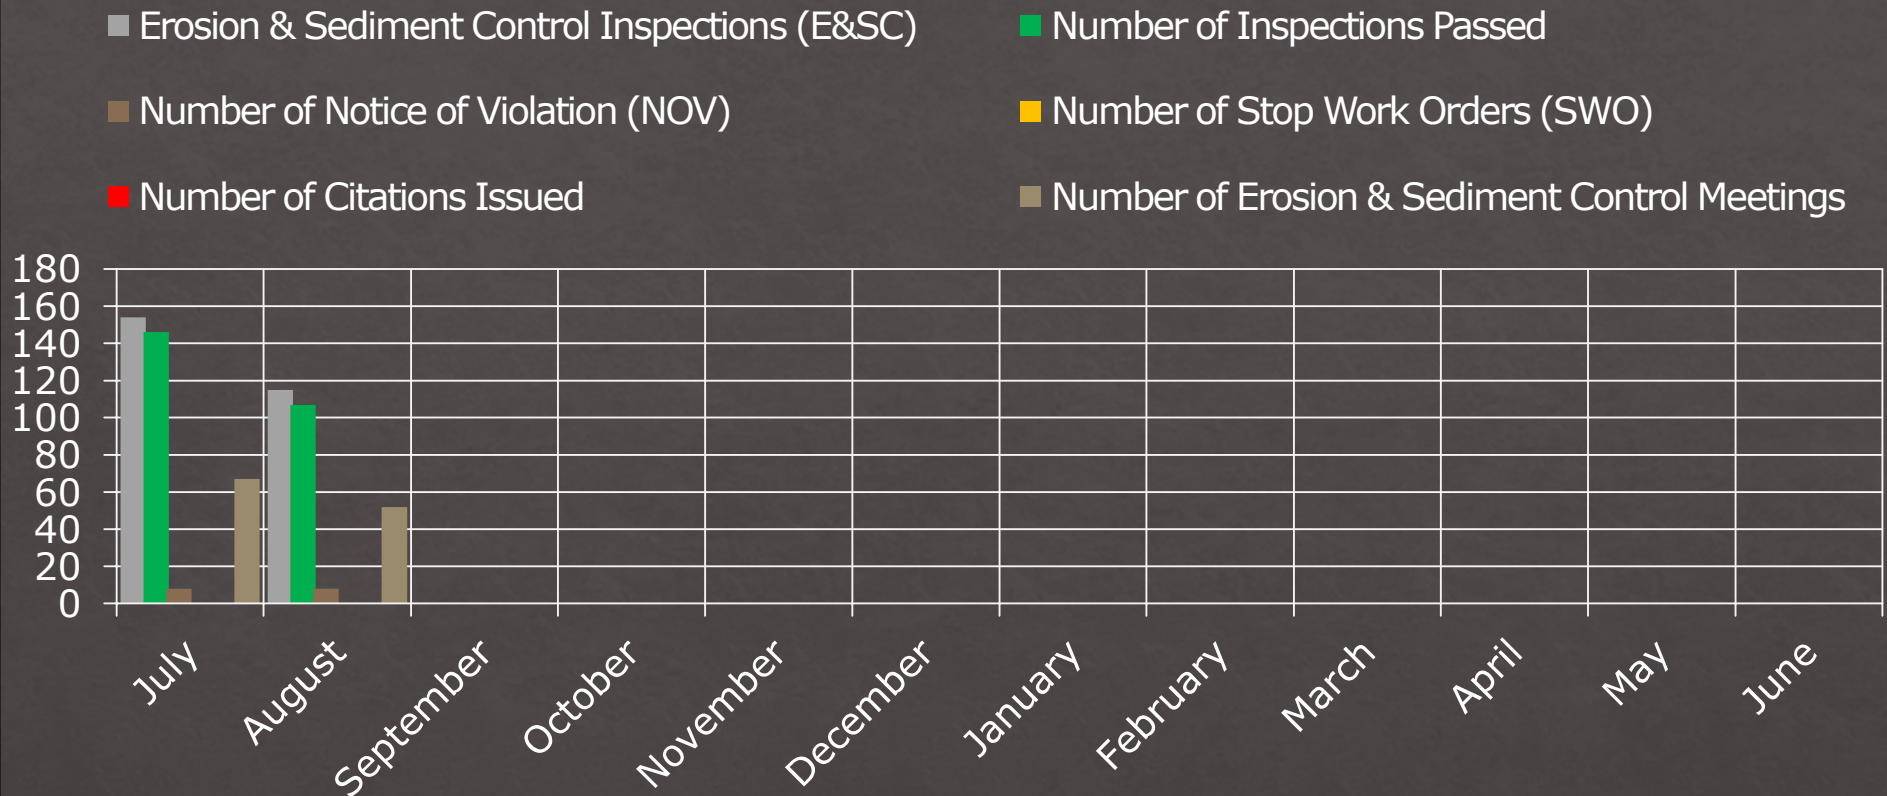 Erosion & Sediment Control Inspections (E&SC)
Number of Inspections Passed
Number of Notice of Violation (NOV)
Number of Stop Work Orders (SWO)
Number of Citations Issued
Number of Erosion & Sediment Control Meetings
180
160
140
120
100
80
60
40
20
0
July
August
September
October
November
December
January
February
March
April
May
June